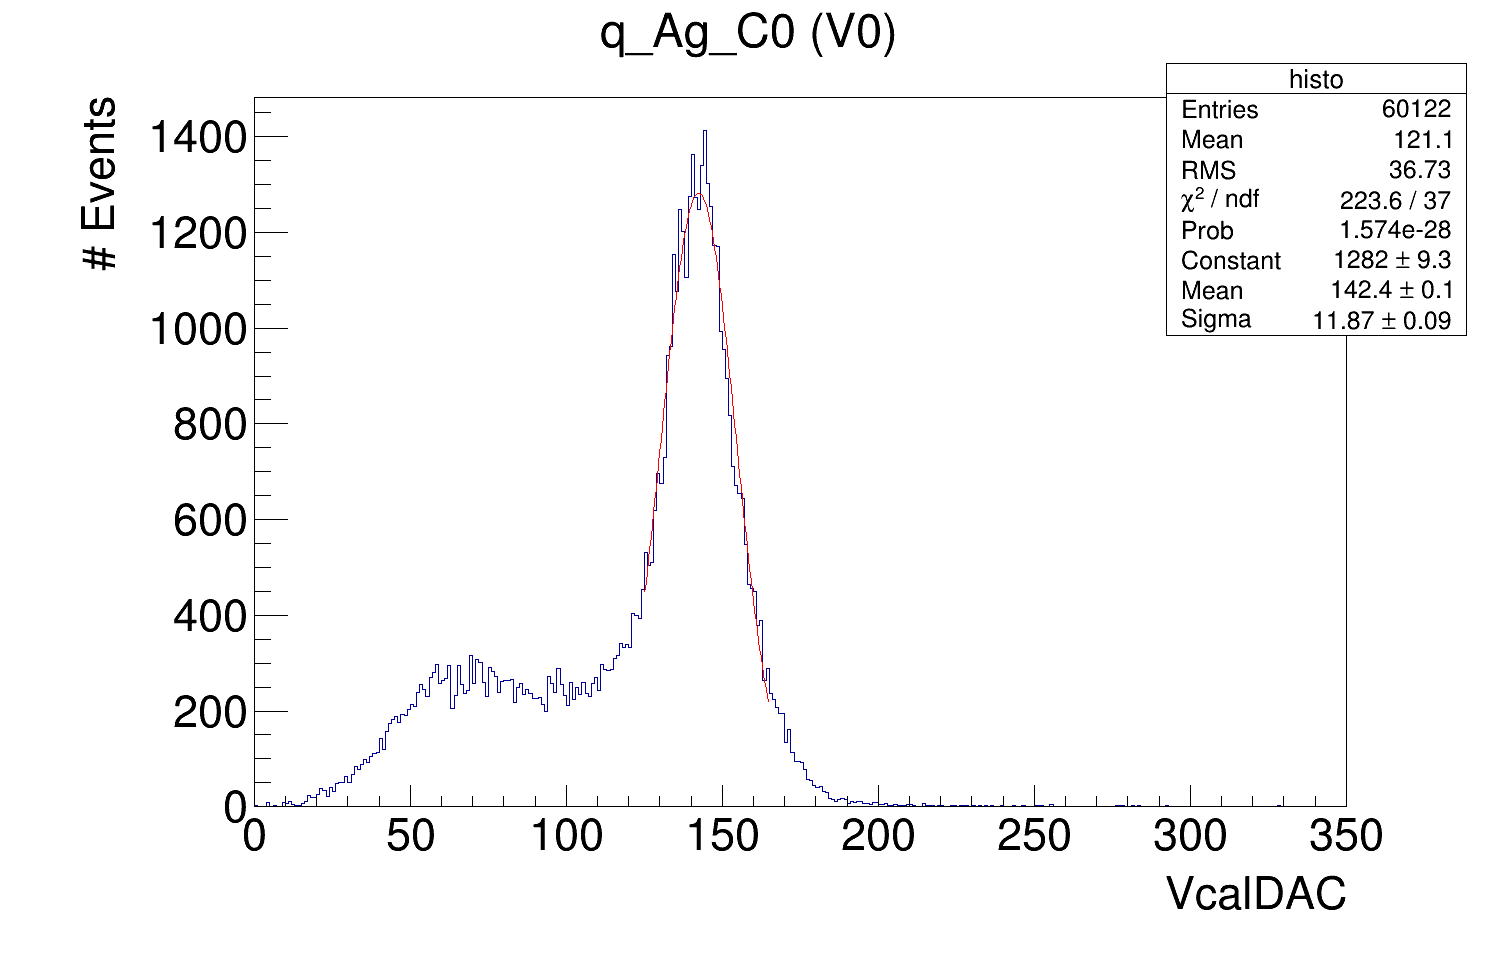 q_Ag_C0 (V0)
# Events
histo
Entries 60122
Mean 121.1
RMS 36.73
χ² / ndf 223.6 / 37
Prob 1.574e-28
Constant 1282 ± 9.3
Mean 142.4 ± 0.1
Sigma 11.87 ± 0.09
1400
1200
1000
800
600
400
200
0
0 50 100 150 200 250 300 350
VcalDAC